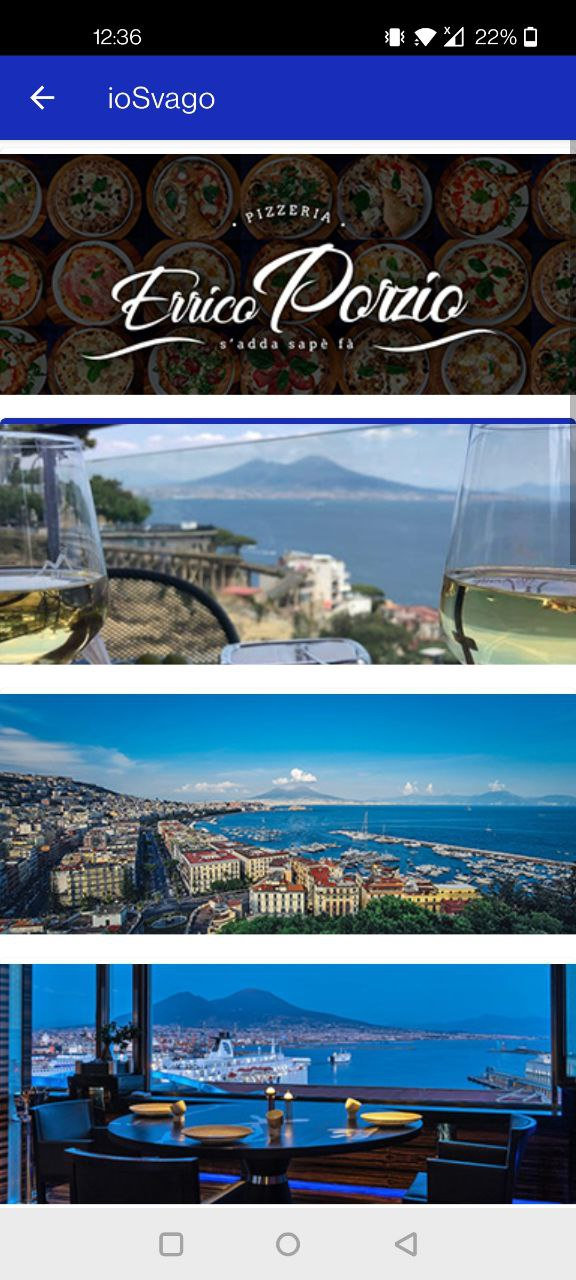 12:36
22%
ioSvago
· PIZZERIA ·
Errico Porzio
s'adda sapè fà